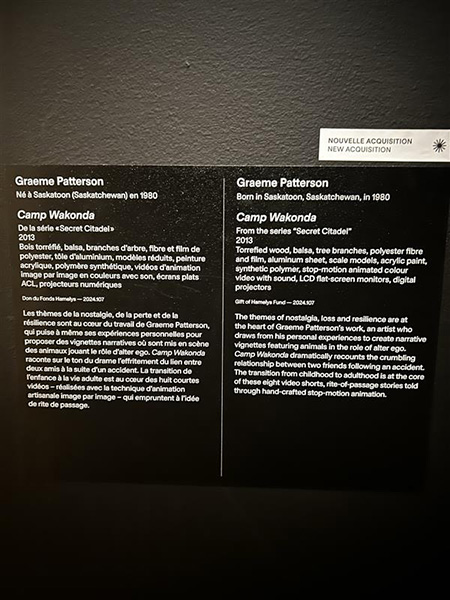 NOUVELLE ACQUISITION
NEW ACQUISITION
Graeme Patterson
Né à Saskatoon (Saskatchewan) en 1980
Camp Wakonda
De la série «Secret Citadel»
2013
Bois torréfié, balsa, branches d'arbre, fibre et film de
polyester, tôle d'aluminium, modèles réduits, peinture
acrylique, polymère synthétique, vidéos d'animation
image par image en couleurs avec son, écrans plats
ACL, projecteurs numériques
Don du Fonds Hamelys — 2024.107
Les thèmes de la nostalgie, de la perte et de la
résilience sont au cœur du travail de Graeme Patterson,
qui puise à même ses expériences personnelles pour
proposer des vignettes narratives où sont mis en scène
des animaux jouant le rôle d'alter ego. Camp Wakonda
raconte sur le ton du drame l'effritement du lien entre
deux amis à la suite d'un accident. La transition de
l'enfance à la vie adulte est au cœur des huit courtes
vidéos – réalisées avec la technique d'animation
artisanale image par image – qui empruntent à l'idée
de rite de passage.
Graeme Patterson
Born in Saskatoon, Saskatchewan, in 1980
Camp Wakonda
From the series "Secret Citadel"
2013
Torrefied wood, balsa, tree branches, polyester fibre
and film, aluminum sheet, scale models, acrylic paint,
synthetic polymer, stop-motion animated colour
video with sound, LCD flat-screen monitors, digital
projectors
Gift of Hamelys Fund — 2024.107
The themes of nostalgia, loss and resilience are at
the heart of Graeme Patterson's work, an artist who
draws from his personal experiences to create narrative
vignettes featuring animals in the role of alter ego.
Camp Wakonda dramatically recounts the crumbling
relationship between two friends following an accident.
The transition from childhood to adulthood is at the core
of these eight video shorts, rite-of-passage stories told
through hand-crafted stop-motion animation.